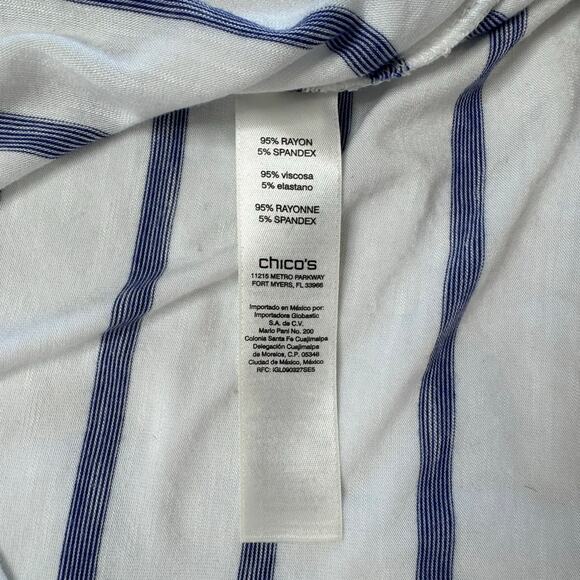 95% RAYON
5% SPANDEX
95% viscosa
5% elastano
95% RAYONNE
5% SPANDEX
chico's
11215 METRO PARKWAY
FORT MYERS, FL 33966
Importado en México por:
Importadora Globastic
S.A. de C.V.
Mario Pani No. 200
Colonia Santa Fe Cuajimalpa
Delegación Cuajimalpa
de Morelos, C.P. 05348
Ciudad de México, México
RFC: IGL090327SE5